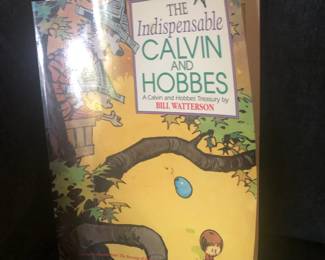 THE
Indispensable
CALVIN
AND
HOBBES
A Calvin and Hobbes Treasury by
BILL WATTERSON